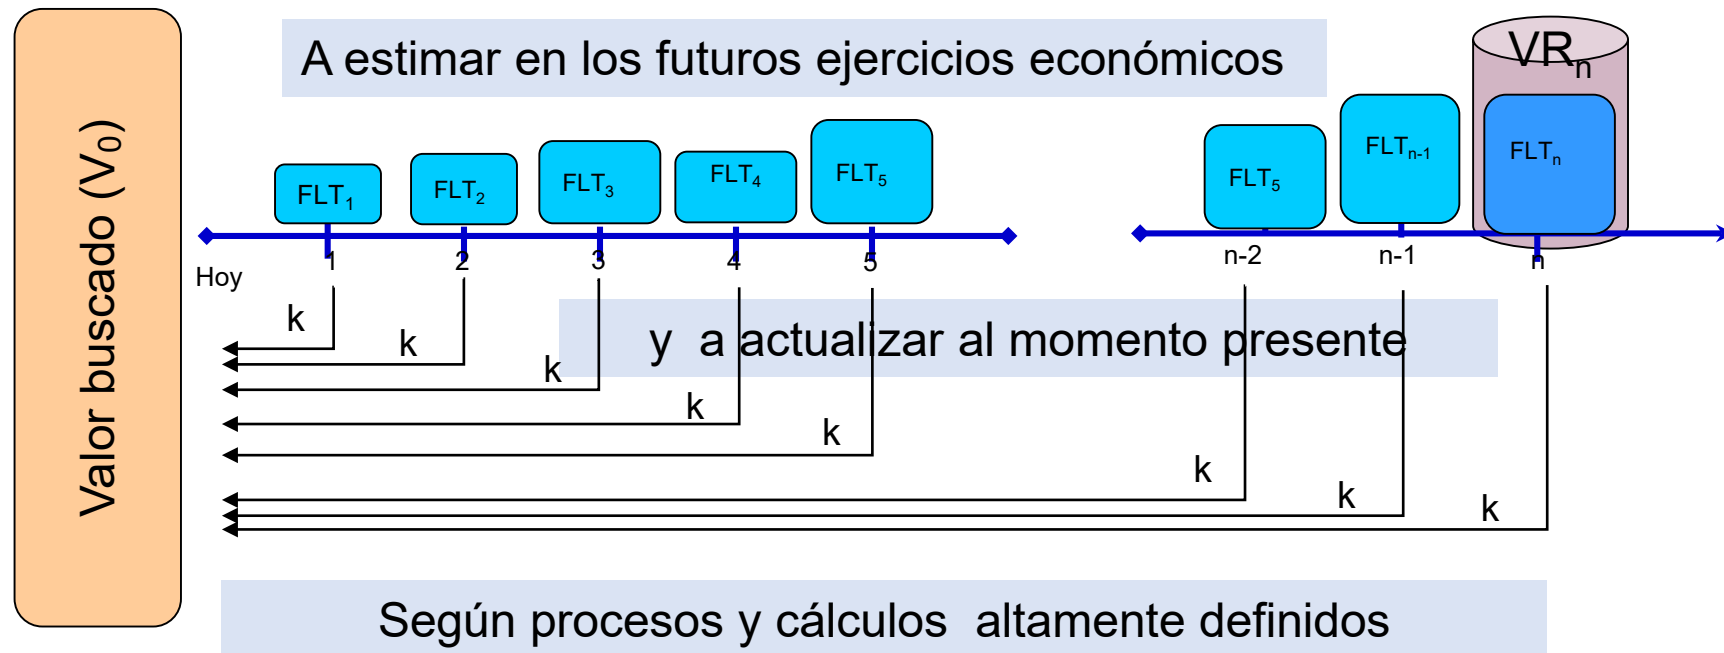 Valor buscado (V₀)
A estimar en los futuros ejercicios económicos
VRₙ
FLT₁
FLT₂
FLT₃
FLT₄
FLT₅
FLT₅
FLTₙ₋₁
FLTₙ
Hoy
1
2
3
4
5
n-2
n-1
n
y a actualizar al momento presente
k
k
k
k
k
k
k
k
Según procesos y cálculos altamente definidos